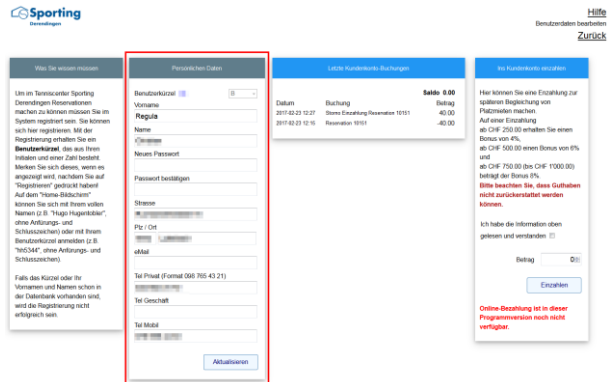 Sporting
Derendingen
Hilfe
Benutzerdaten bearbeiten
Zurück
Was Sie wissen müssen
Um im Tenniscenter Sporting
Derendingen Reservationen
machen zu können müssen Sie im
System registriert sein. Sie können
sich hier registrieren. Mit der
Registrierung erhalten Sie ein
Benutzerkürzel, das aus Ihren
Initialen und einer Zahl besteht.
Merken Sie sich dieses, wenn es
angezeigt wird, nachdem Sie auf
"Registrieren" gedrückt haben!
Auf dem "Home-Bildschirm"
können Sie sich mit Ihrem vollen
Namen (z.B. "Hugo Hugentobler",
ohne Anfürungs- und
Schlusszeichen) oder mit Ihrem
Benutzerkürzel anmelden (z.B.
"hh5344", ohne Anfürungs- und
Schlusszeichen).
Falls das Kürzel oder Ihr
Vornamen und Namen schon in
der Datenbank vorhanden sind,
wird die Registrierung nicht
erfolgreich sein.
Persönlichen Daten
Benutzerkürzel
Vorname
Regula
Name
Neues Passwort
Passwort bestätigen
Strasse
Plz / Ort
eMail
Tel Privat (Format 098 765 43 21)
Tel Geschäft
Tel Mobil
Aktualisieren
Letzte Kundenkonto-Buchungen
Saldo 0.00
Datum Buchung Betrag
2017-02-23 12:27 Storno Einzahlung Reservation 10151 40.00
2017-02-23 12:15 Reservation 10151 -40.00
Ins Kundenkonto einzahlen
Hier können Sie eine Einzahlung zur
späteren Begleichung von
Platzmieten machen.
Auf einer Einzahlung
ab CHF 250.00 erhalten Sie einen
Bonus von 4%,
ab CHF 500.00 einen Bonus von 6%
und
ab CHF 750.00 (bis CHF 1'000.00)
beträgt der Bonus 8%.
Bitte beachten Sie, dass Guthaben
nicht zurückerstattet werden
können.
Ich habe die Information oben
gelesen und verstanden
Betrag 0
Einzahlen
Online-Bezahlung ist in dieser
Programmversion noch nicht
verfügbar.